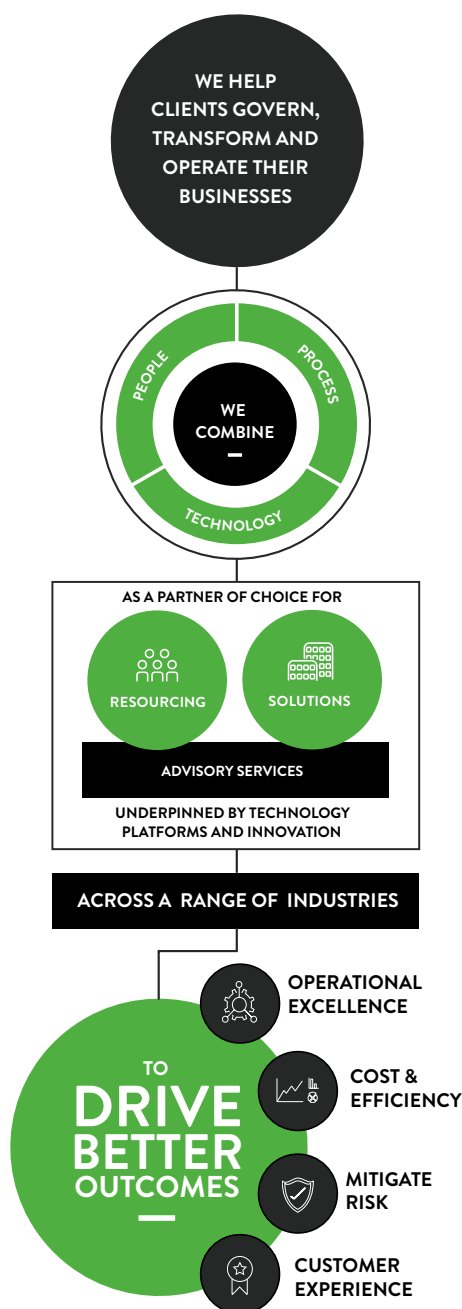 WE HELP
CLIENTS GOVERN,
TRANSFORM AND
OPERATE THEIR
BUSINESSES
PEOPLE
PROCESS
WE
COMBINE
TECHNOLOGY
AS A PARTNER OF CHOICE FOR
RESOURCING
SOLUTIONS
ADVISORY SERVICES
UNDERPINNED BY TECHNOLOGY
PLATFORMS AND INNOVATION
ACROSS A RANGE OF INDUSTRIES
TO
DRIVE
BETTER
OUTCOMES
OPERATIONAL
EXCELLENCE
COST &
EFFICIENCY
MITIGATE
RISK
CUSTOMER
EXPERIENCE